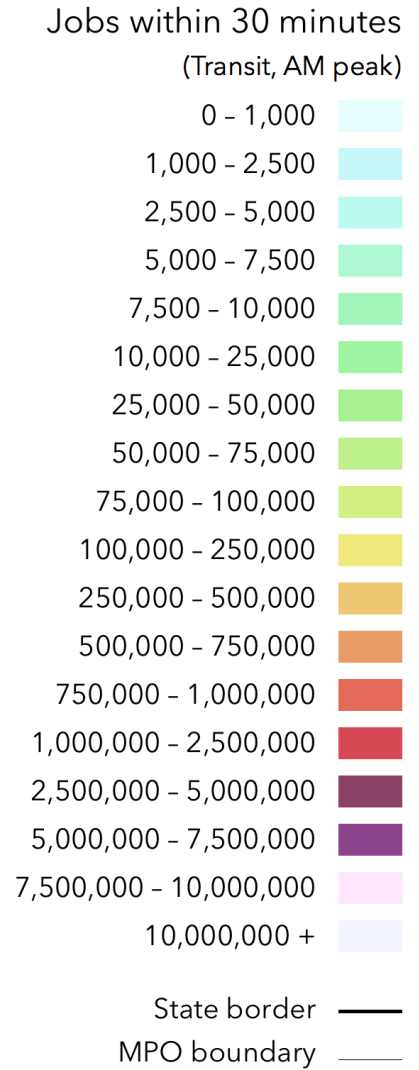 Jobs within 30 minutes
(Transit, AM peak)
0 – 1,000
1,000 – 2,500
2,500 – 5,000
5,000 – 7,500
7,500 – 10,000
10,000 – 25,000
25,000 – 50,000
50,000 – 75,000
75,000 – 100,000
100,000 – 250,000
250,000 – 500,000
500,000 – 750,000
750,000 – 1,000,000
1,000,000 – 2,500,000
2,500,000 – 5,000,000
5,000,000 – 7,500,000
7,500,000 – 10,000,000
10,000,000 +
State border
MPO boundary